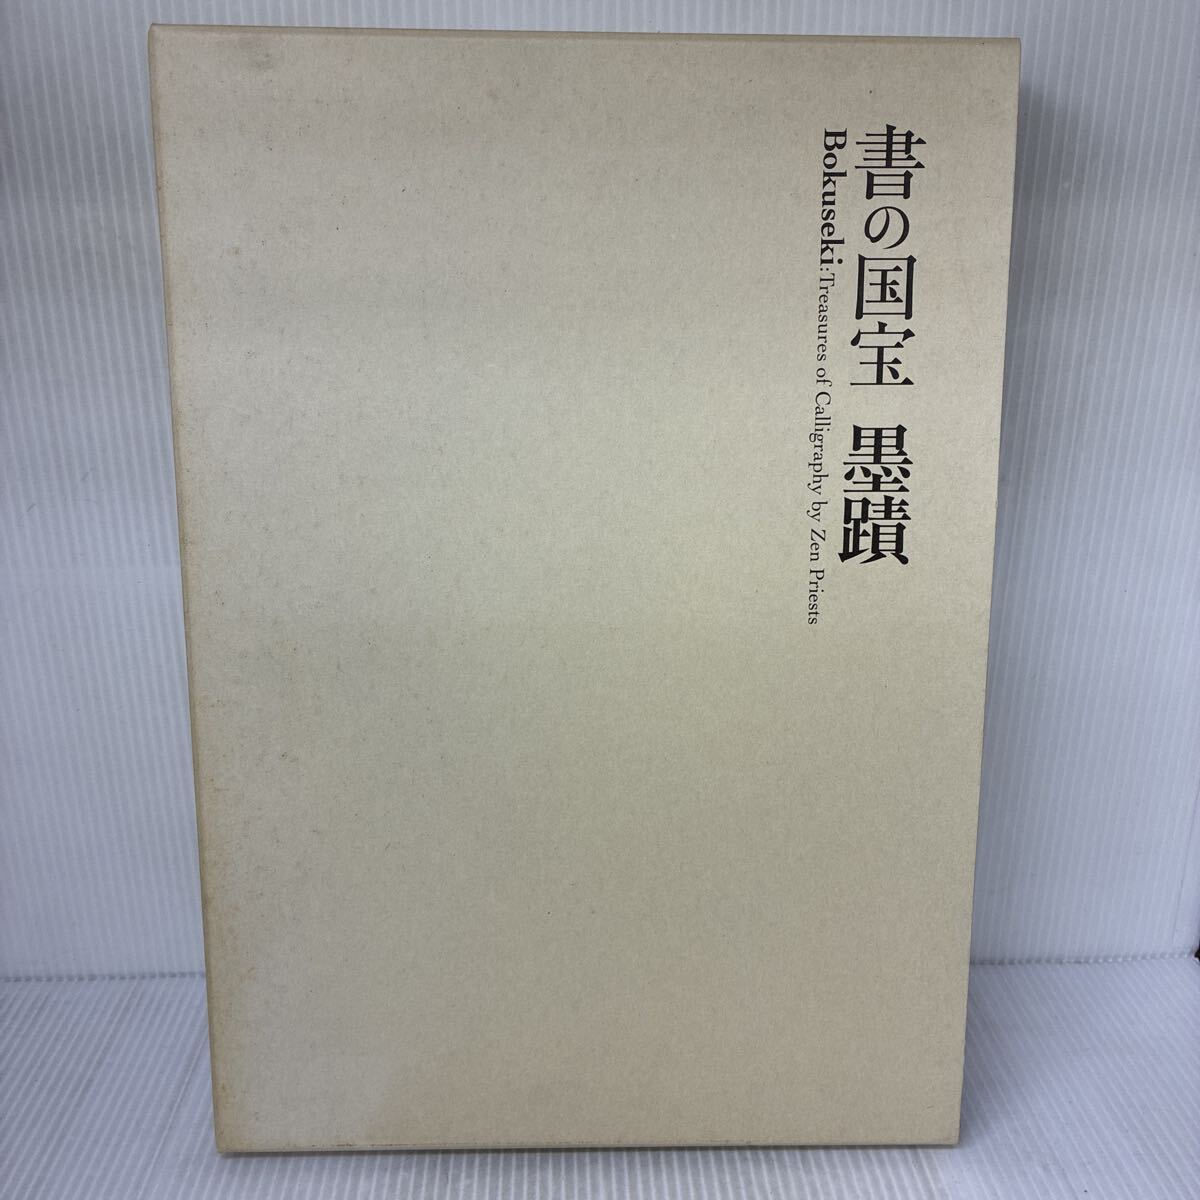 書の国宝 墨蹟
Bokuseki:Treasures of Calligraphy by Zen Priests